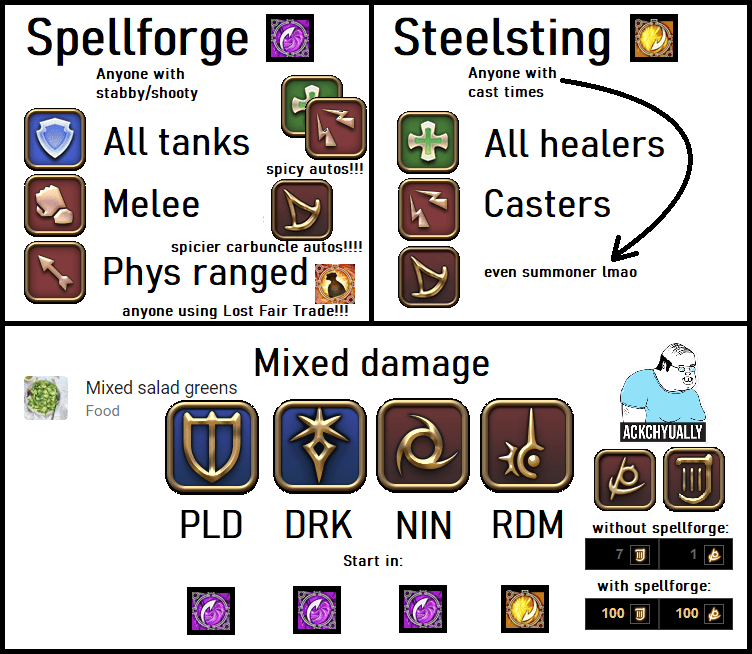 Spellforge
Anyone with
stabby/shooty
All tanks
spicy autos!!!
Melee
spicier carbuncle autos!!!!
Phys ranged
anyone using Lost Fair Trade!!!
Steelsting
Anyone with
cast times
All healers
Casters
even summoner lmao
Mixed damage
Mixed salad greens
Food
PLD DRK NIN RDM
Start in:
ACKCHYUALLY
without spellforge:
7 1
with spellforge:
100 100